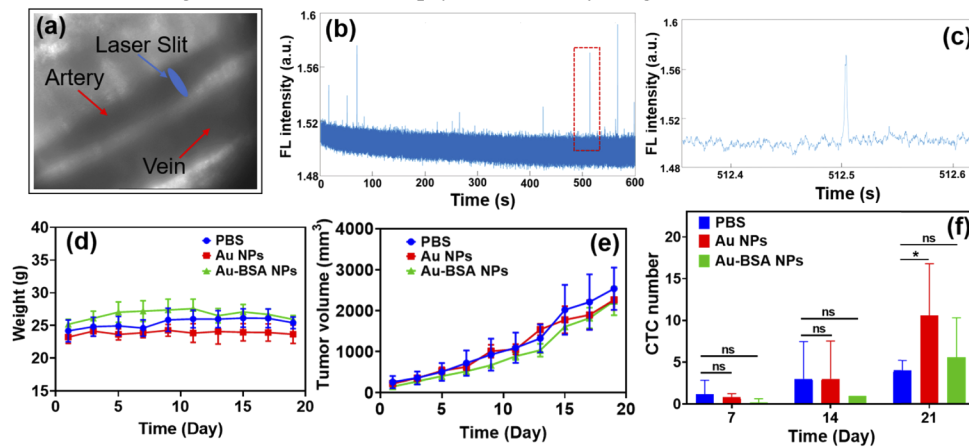 (a)
Laser Slit
Artery
Vein
(b)
FL intensity (a.u.)
1.6
1.56
1.52
1.48
0 100 200 300 400 500 600
Time (s)
(c)
FL intensity (a.u.)
1.6
1.56
1.52
1.48
512.4 512.5 512.6
Time (s)
(d)
PBS
Au NPs
Au-BSA NPs
Weight (g)
35
30
25
20
15
0 5 10 15 20
Time (Day)
(e)
PBS
Au NPs
Au-BSA NPs
Tumor volume (mm³)
4000
3000
2000
1000
0
0 5 10 15 20
Time (Day)
(f)
PBS
Au NPs
Au-BSA NPs
CTC number
20
15
10
5
0
ns
ns
ns
ns
ns
*
7 14 21
Time (Day)